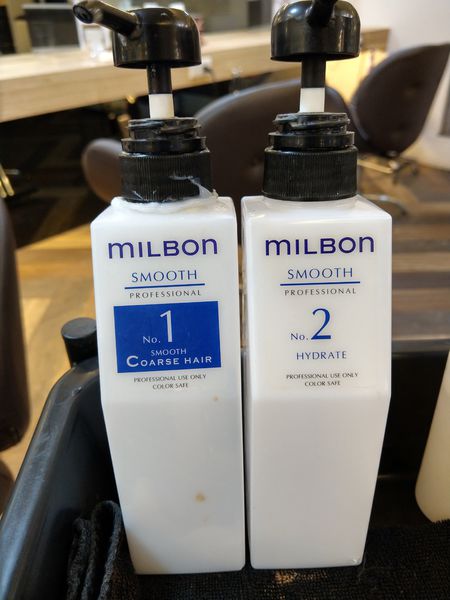 MILBON
SMOOTH
PROFESSIONAL
No. 1
SMOOTH
COARSE HAIR
PROFESSIONAL USE ONLY
COLOR SAFE
MILBON
SMOOTH
PROFESSIONAL
No. 2
HYDRATE
PROFESSIONAL USE ONLY
COLOR SAFE